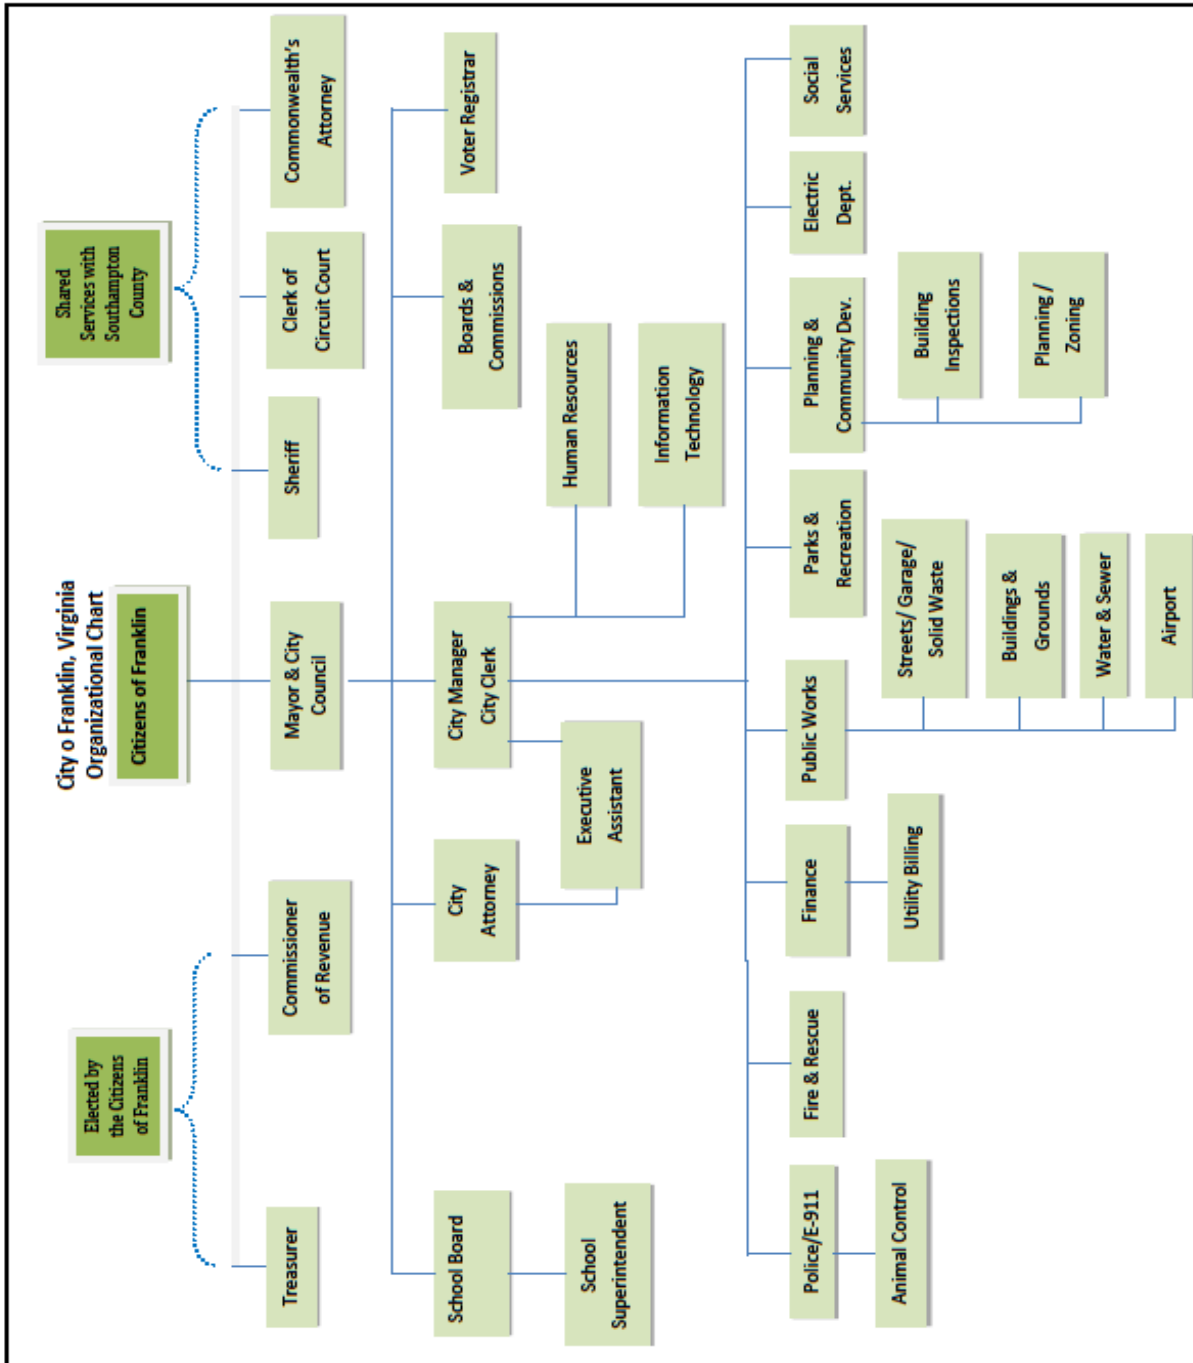 City o Franklin, Virginia
Organizational Chart
Citizens of Franklin
Elected by
the Citizens
of Franklin
Shared
Services with
Southampton
County
Treasurer
Commissioner
of Revenue
Mayor & City
Council
Sheriff
Clerk of
Circuit Court
Commonwealth's
Attorney
School Board
City
Attorney
City Manager
City Clerk
Boards &
Commissions
Voter Registrar
School
Superintendent
Executive
Assistant
Human Resources
Information
Technology
Police/E-911
Fire & Rescue
Finance
Public Works
Parks &
Recreation
Planning &
Community Dev.
Electric
Dept.
Social
Services
Animal Control
Utility Billing
Streets/ Garage/
Solid Waste
Buildings &
Grounds
Water & Sewer
Airport
Building
Inspections
Planning /
Zoning